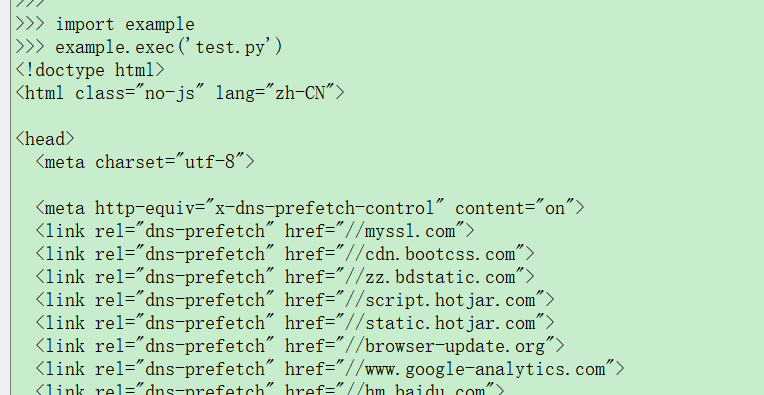 >>>
>>> import example
>>> example.exec('test.py')
<!doctype html>
<html class="no-js" lang="zh-CN">
<head>
<meta charset="utf-8">
<meta http-equiv="x-dns-prefetch-control" content="on">
<link rel="dns-prefetch" href="//myssl.com">
<link rel="dns-prefetch" href="//cdn.bootcss.com">
<link rel="dns-prefetch" href="//zz.bdstatic.com">
<link rel="dns-prefetch" href="//script.hotjar.com">
<link rel="dns-prefetch" href="//static.hotjar.com">
<link rel="dns-prefetch" href="//browser-update.org">
<link rel="dns-prefetch" href="//www.google-analytics.com">
<link rel="dns-prefetch" href="//hm.baidu.com">